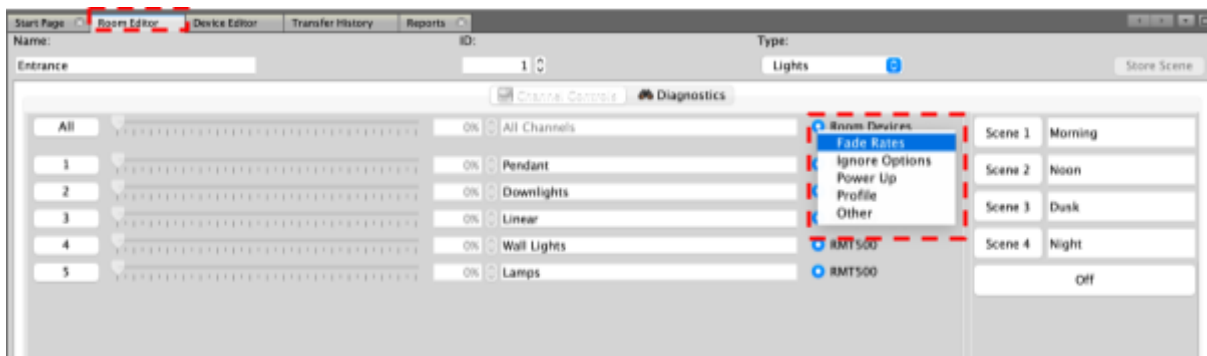 Start Page Room Editor Device Editor Transfer History Reports
Name: ID: Type:
Entrance 1 Lights Store Scene
Channel Controls Diagnostics
All 0% All Channels Room Devices Scene 1 Morning
Fade Rates
1 0% Pendant Ignore Options Scene 2 Noon
Power Up
2 0% Downlights Profile
3 0% Linear Other Scene 3 Dusk
4 0% Wall Lights RMT500 Scene 4 Night
5 0% Lamps RMT500 Off